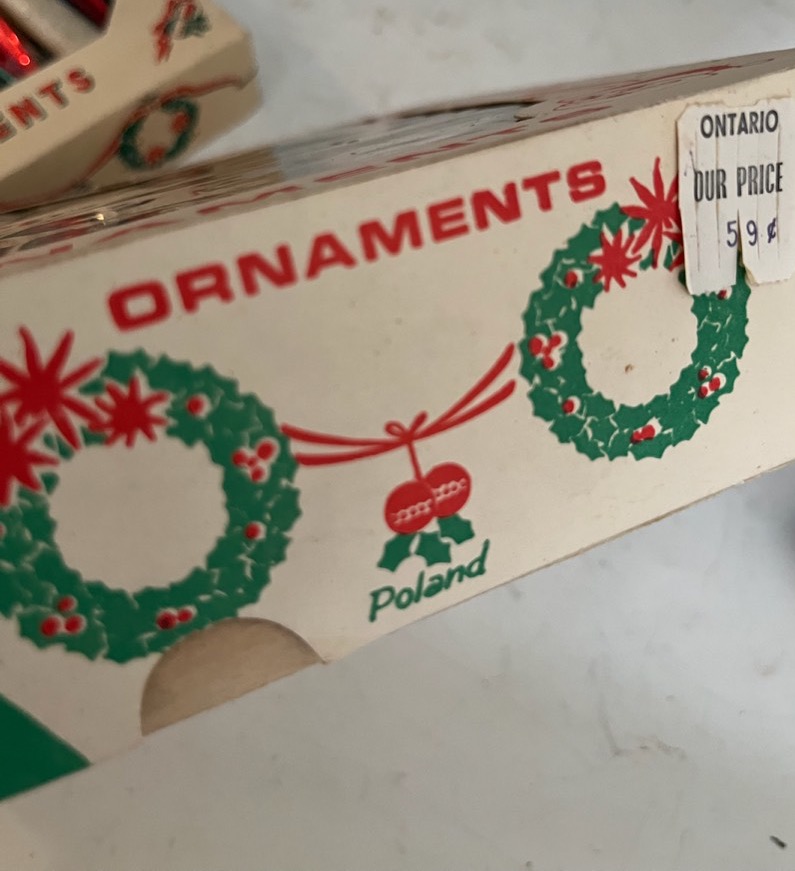 ENTS
ORNAMENTS
ONTARIO
OUR PRICE
59¢
Poland